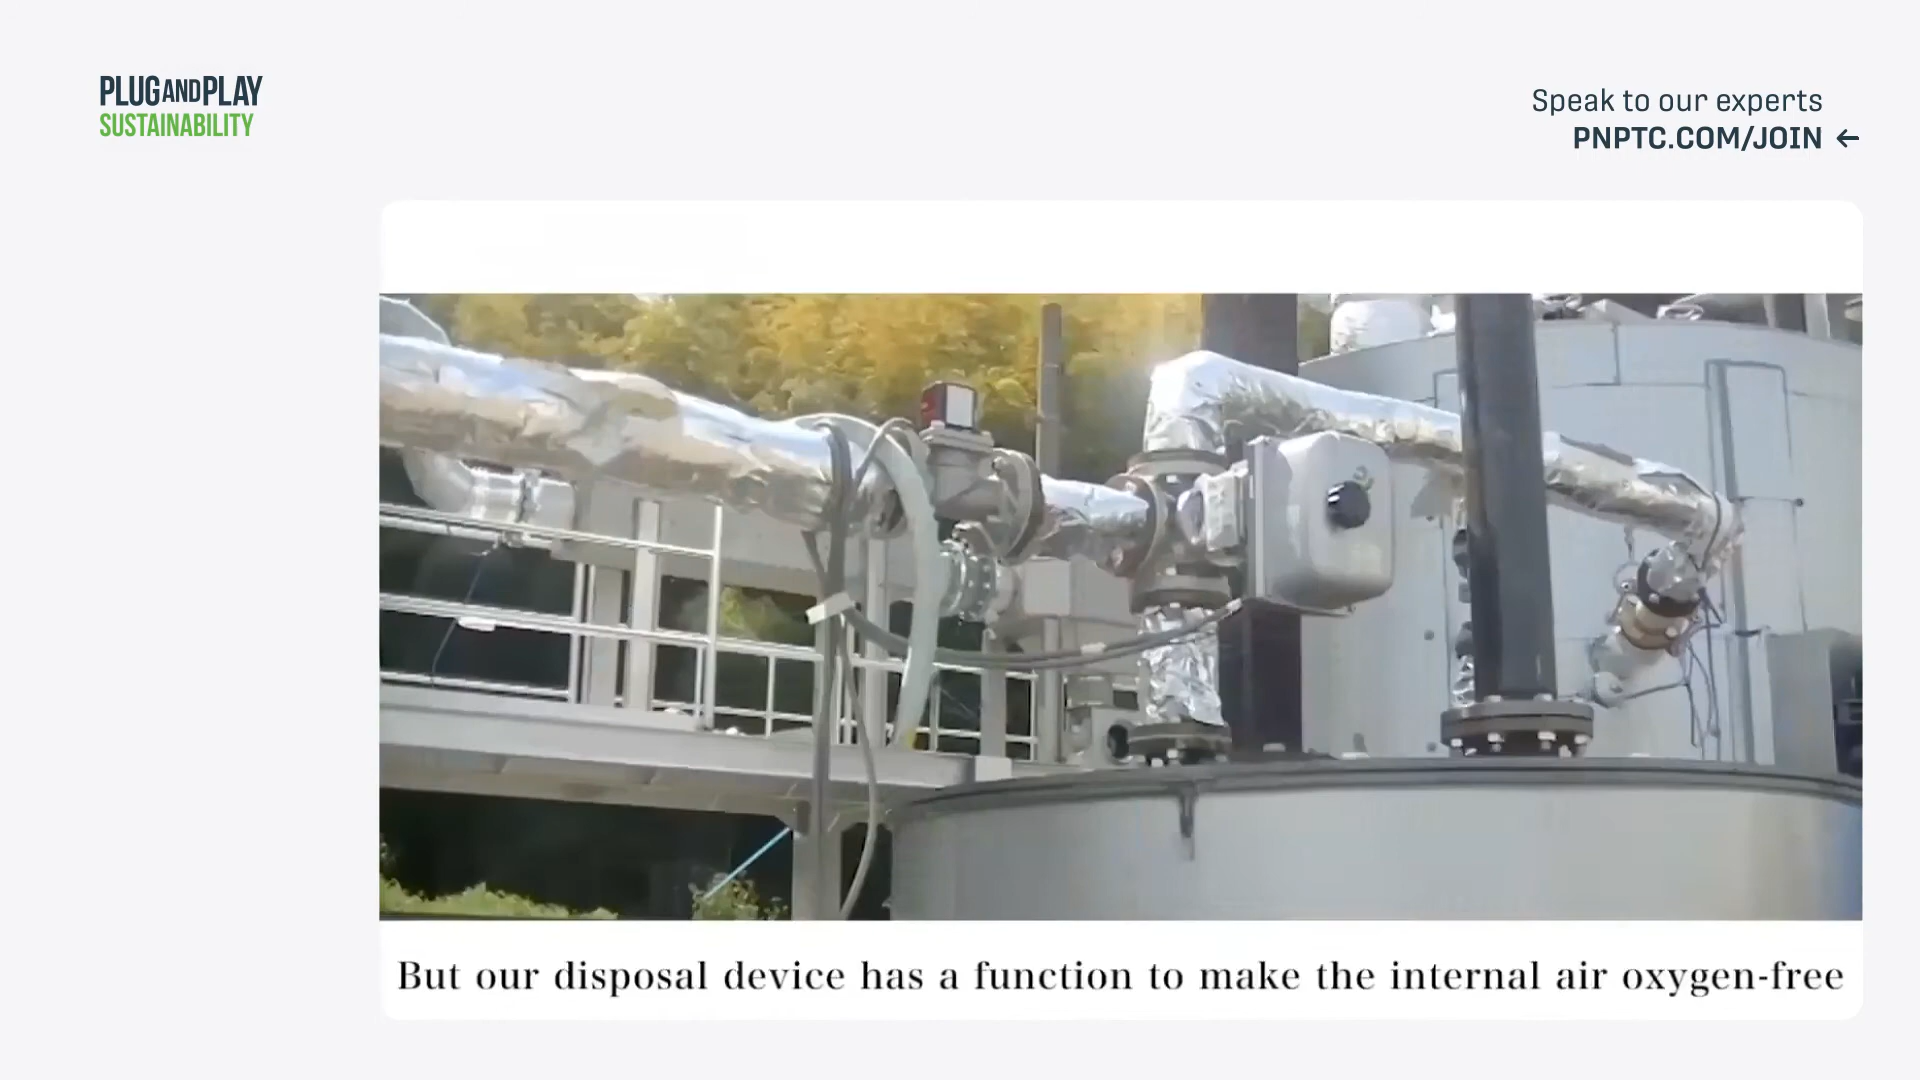 PLUGANDPLAY
SUSTAINABILITY
Speak to our experts
PNPTC.COM/JOIN ←
But our disposal device has a function to make the internal air oxygen-free